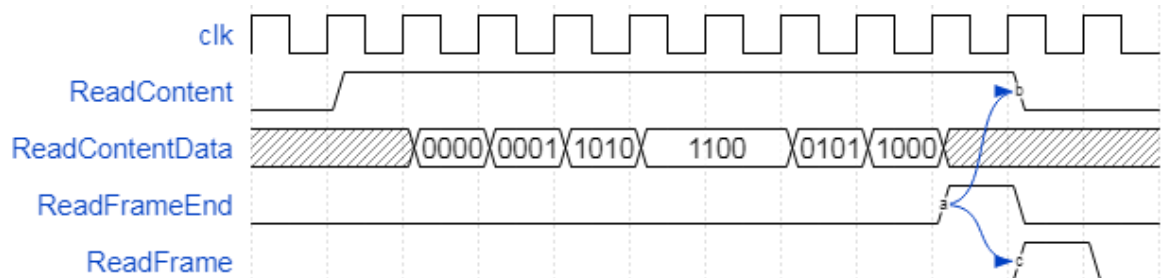 clk
ReadContent b
ReadContentData 0000 0001 1010 1100 0101 1000
ReadFrameEnd a
ReadFrame c